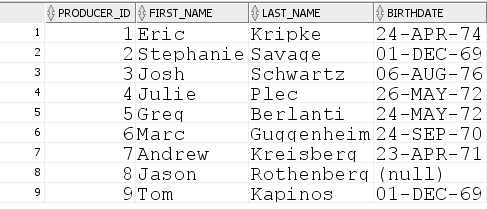 PRODUCER_ID FIRST_NAME LAST_NAME BIRTHDATE
1 1 Eric Kripke 24-APR-74
2 2 Stephanie Savage 01-DEC-69
3 3 Josh Schwartz 06-AUG-76
4 4 Julie Plec 26-MAY-72
5 5 Greg Berlanti 24-MAY-72
6 6 Marc Guggenheim 24-SEP-70
7 7 Andrew Kreisberg 23-APR-71
8 8 Jason Rothenberg (null)
9 9 Tom Kapinos 01-DEC-69